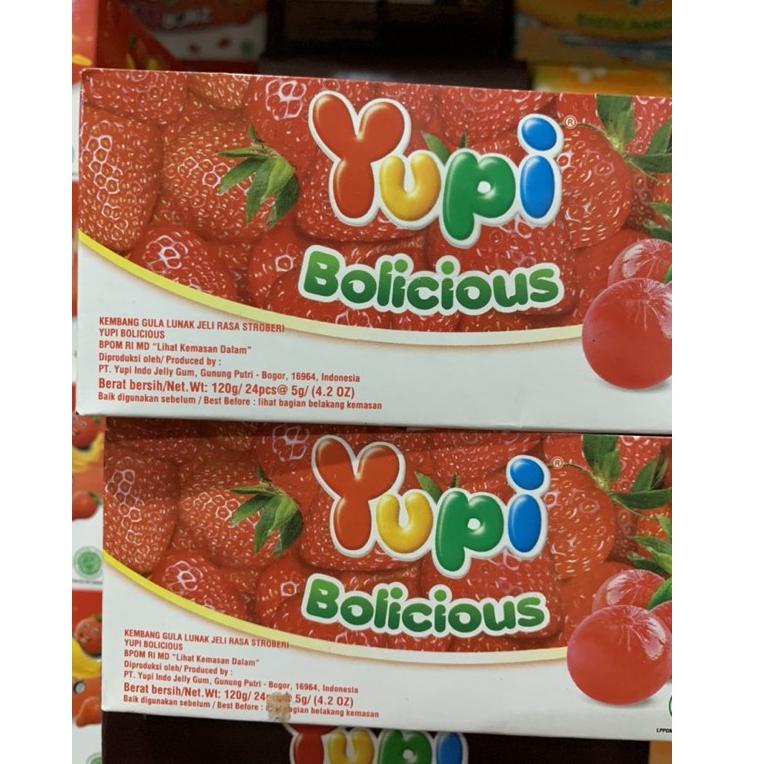 Yupi
®
Bolicious
KEMBANG GULA LUNAK JELI RASA STROBERI
YUPI BOLICIOUS
BPOM RI MD "Lihat Kemasan Dalam"
Diproduksi oleh/ Produced by :
PT. Yupi Indo Jelly Gum, Gunung Putri - Bogor, 16964, Indonesia
Berat bersih/Net.Wt: 120g/ 24pcs@ 5g/ (4.2 OZ)
Baik digunakan sebelum / Best Before : lihat bagian belakang kemasan
Yupi
®
Bolicious
KEMBANG GULA LUNAK JELI RASA STROBERI
YUPI BOLICIOUS
BPOM RI MD "Lihat Kemasan Dalam"
Diproduksi oleh/ Produced by :
PT. Yupi Indo Jelly Gum, Gunung Putri - Bogor, 16964, Indonesia
Berat bersih/Net.Wt: 120g/ 5g/ (4.2 OZ)
Baik digunakan sebelum / Best Before : belakang kemasan
Yupi